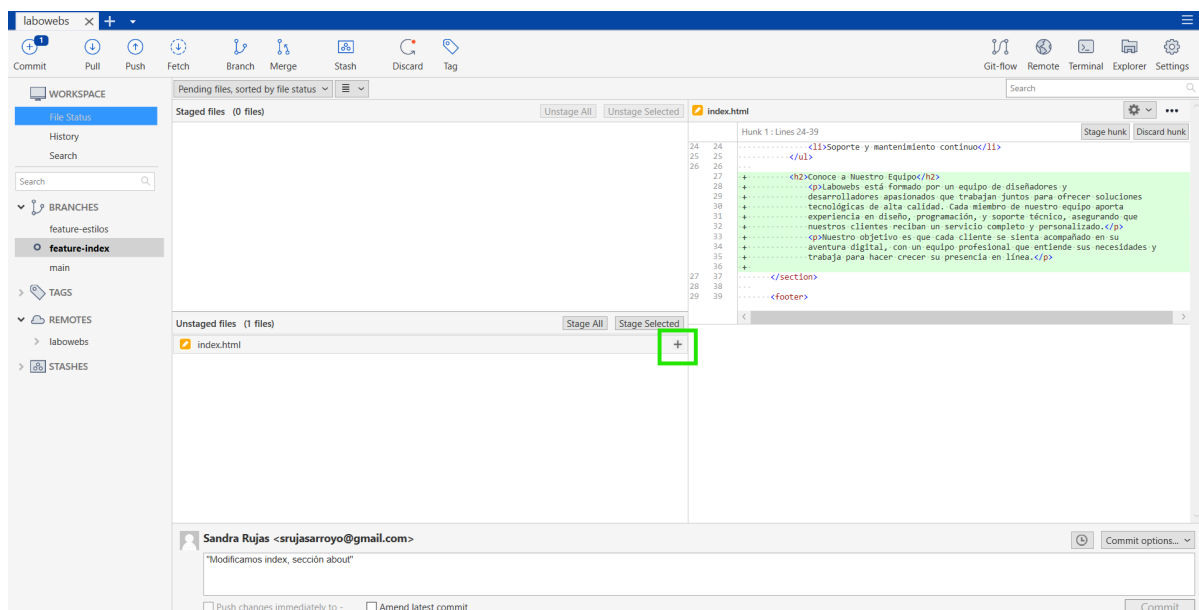 labowebs
1
Commit Pull Push Fetch Branch Merge Stash Discard Tag Git-flow Remote Terminal Explorer Settings
WORKSPACE
File Status
History
Search
Search
BRANCHES
feature-estilos
feature-index
main
TAGS
REMOTES
labowebs
STASHES
Pending files, sorted by file status
Search
Staged files (0 files) Unstage All Unstage Selected
Unstaged files (1 files) Stage All Stage Selected
index.html +
index.html
Hunk 1 : Lines 24-39 Stage hunk Discard hunk
24 24 <li>Soporte y mantenimiento continuo</li>
25 25 </ul>
26 26
27 + <h2>Conoce a Nuestro Equipo</h2>
28 + <p>Labowebs está formado por un equipo de diseñadores y
29 + desarrolladores apasionados que trabajan juntos para ofrecer soluciones
30 + tecnológicas de alta calidad. Cada miembro de nuestro equipo aporta
31 + experiencia en diseño, programación, y soporte técnico, asegurando que
32 + nuestros clientes reciban un servicio completo y personalizado.</p>
33 + <p>Nuestro objetivo es que cada cliente se sienta acompañado en su
34 + aventura digital, con un equipo profesional que entiende sus necesidades y
35 + trabaja para hacer crecer su presencia en línea.</p>
36 +
27 37 </section>
28 38
29 39 <footer>
Sandra Rujas <srujasarroyo@gmail.com> Commit options...
"Modificamos index, sección about"
Push changes immediately to - Amend latest commit Commit